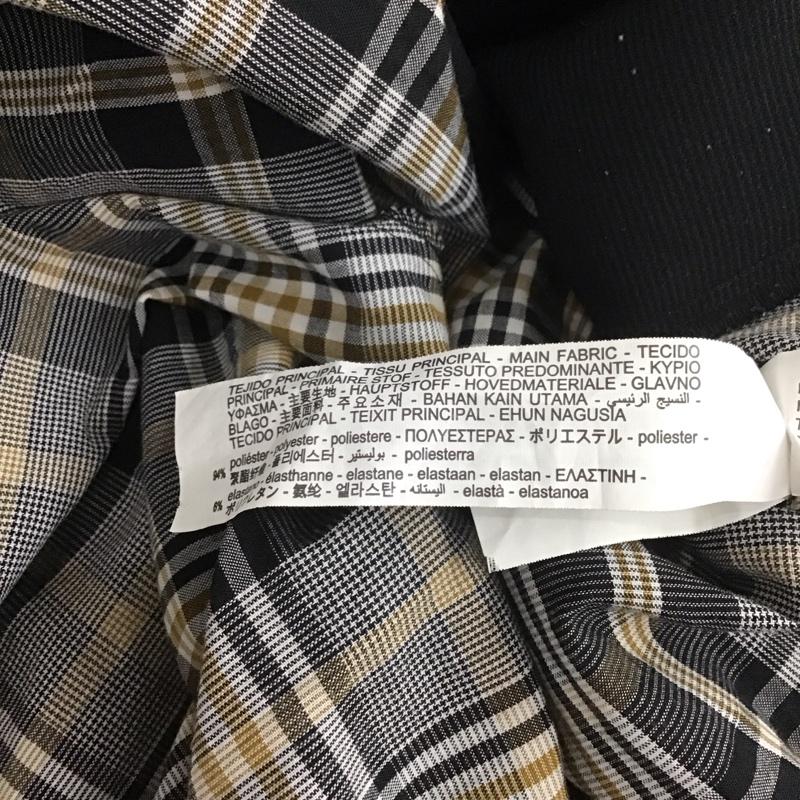 TEJIDO PRINCIPAL - TISSU PRINCIPAL - MAIN FABRIC - TECIDO
PRINCIPAL - PRIMAIRE STOF - TESSUTO PREDOMINANTE - ΚΥΡΙΟ
ΥΦΑΣΜΑ - 主要生地 - HAUPTSTOFF - HOVEDMATERIALE - GLAVNO
BLAGO - 主要面料 - 주요소재 - BAHAN KAIN UTAMA - النسيج الرئيسي -
TECIDO PRINCIPAL - TEIXIT PRINCIPAL - EHUN NAGUSIA
94% poliéster - polyester - poliestere - ΠΟΛΥΕΣΤΕΡΑΣ - ポリエステル - poliester -
聚酯纤维 - 폴리에스터 - بوليستير - poliesterra
6% elastano - élasthanne - elastane - elastaan - elastan - ΕΛΑΣΤΙΝΗ -
ポリウレタン - 氨纶 - 엘라스탄 - اليستانه - elastà - elastanoa